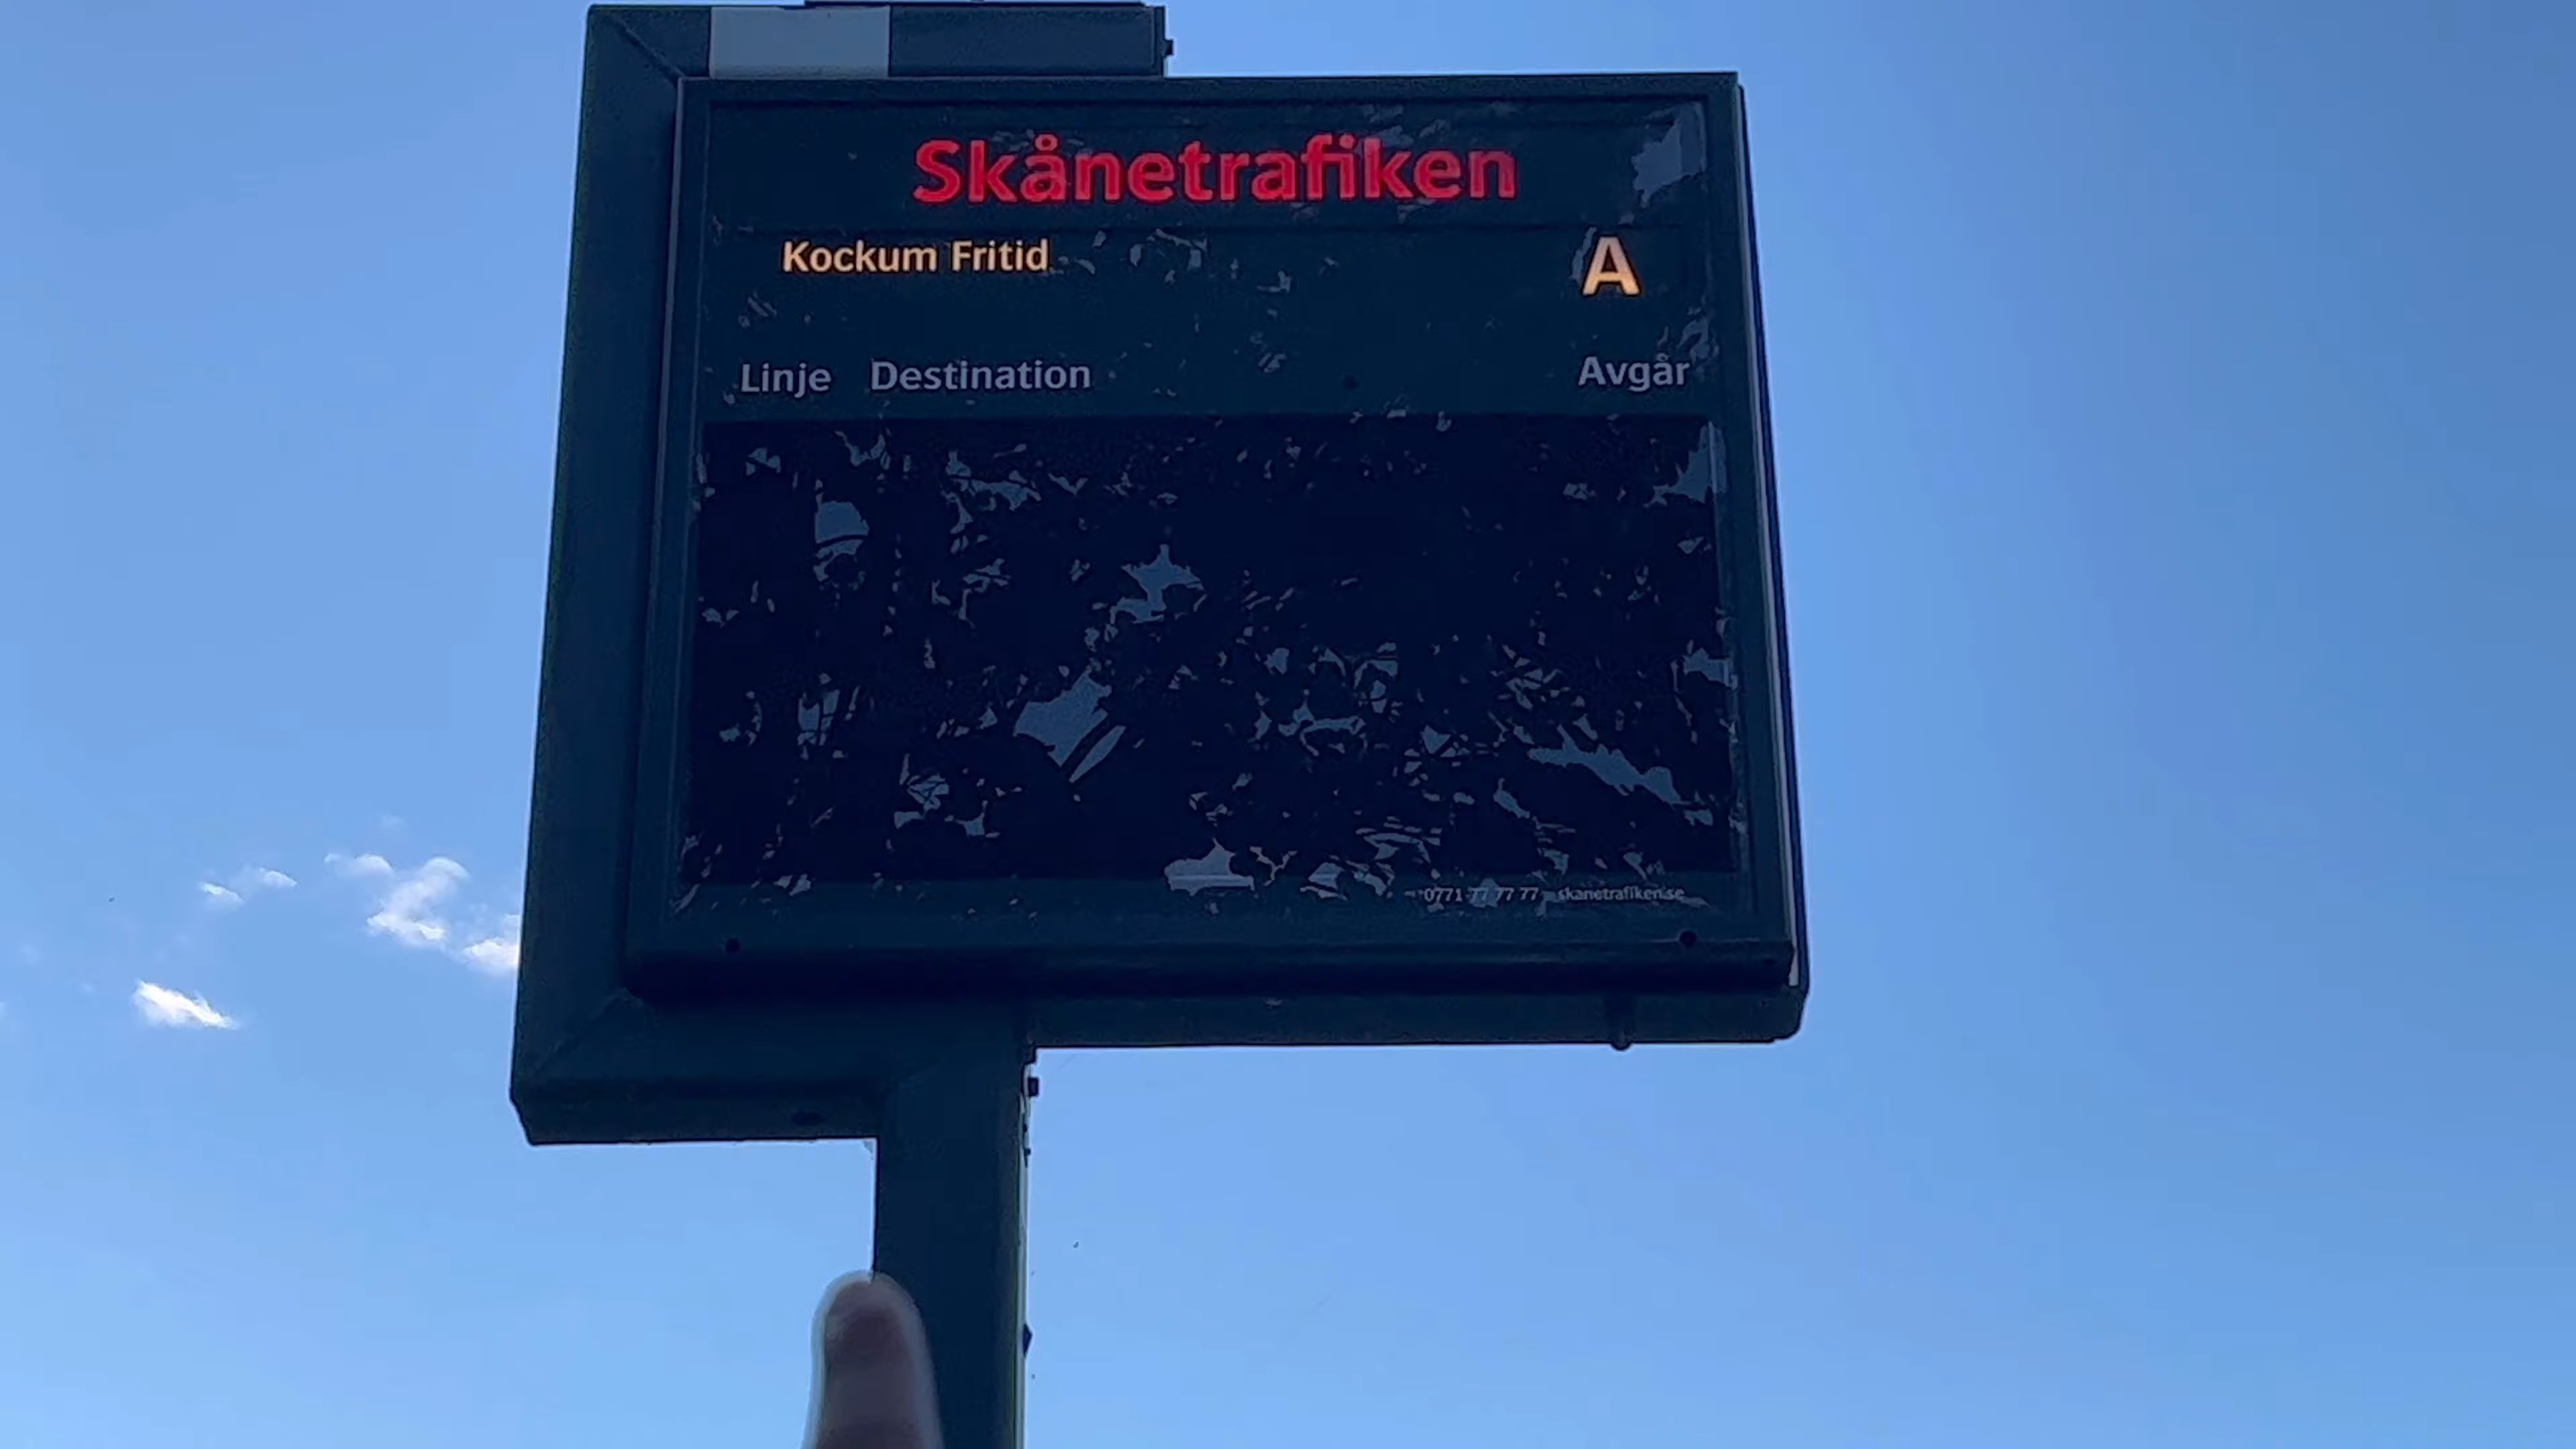 Skånetrafiken
Kockum Fritid A
Linje Destination Avgår
0771-77 77 77 skanetrafiken.se